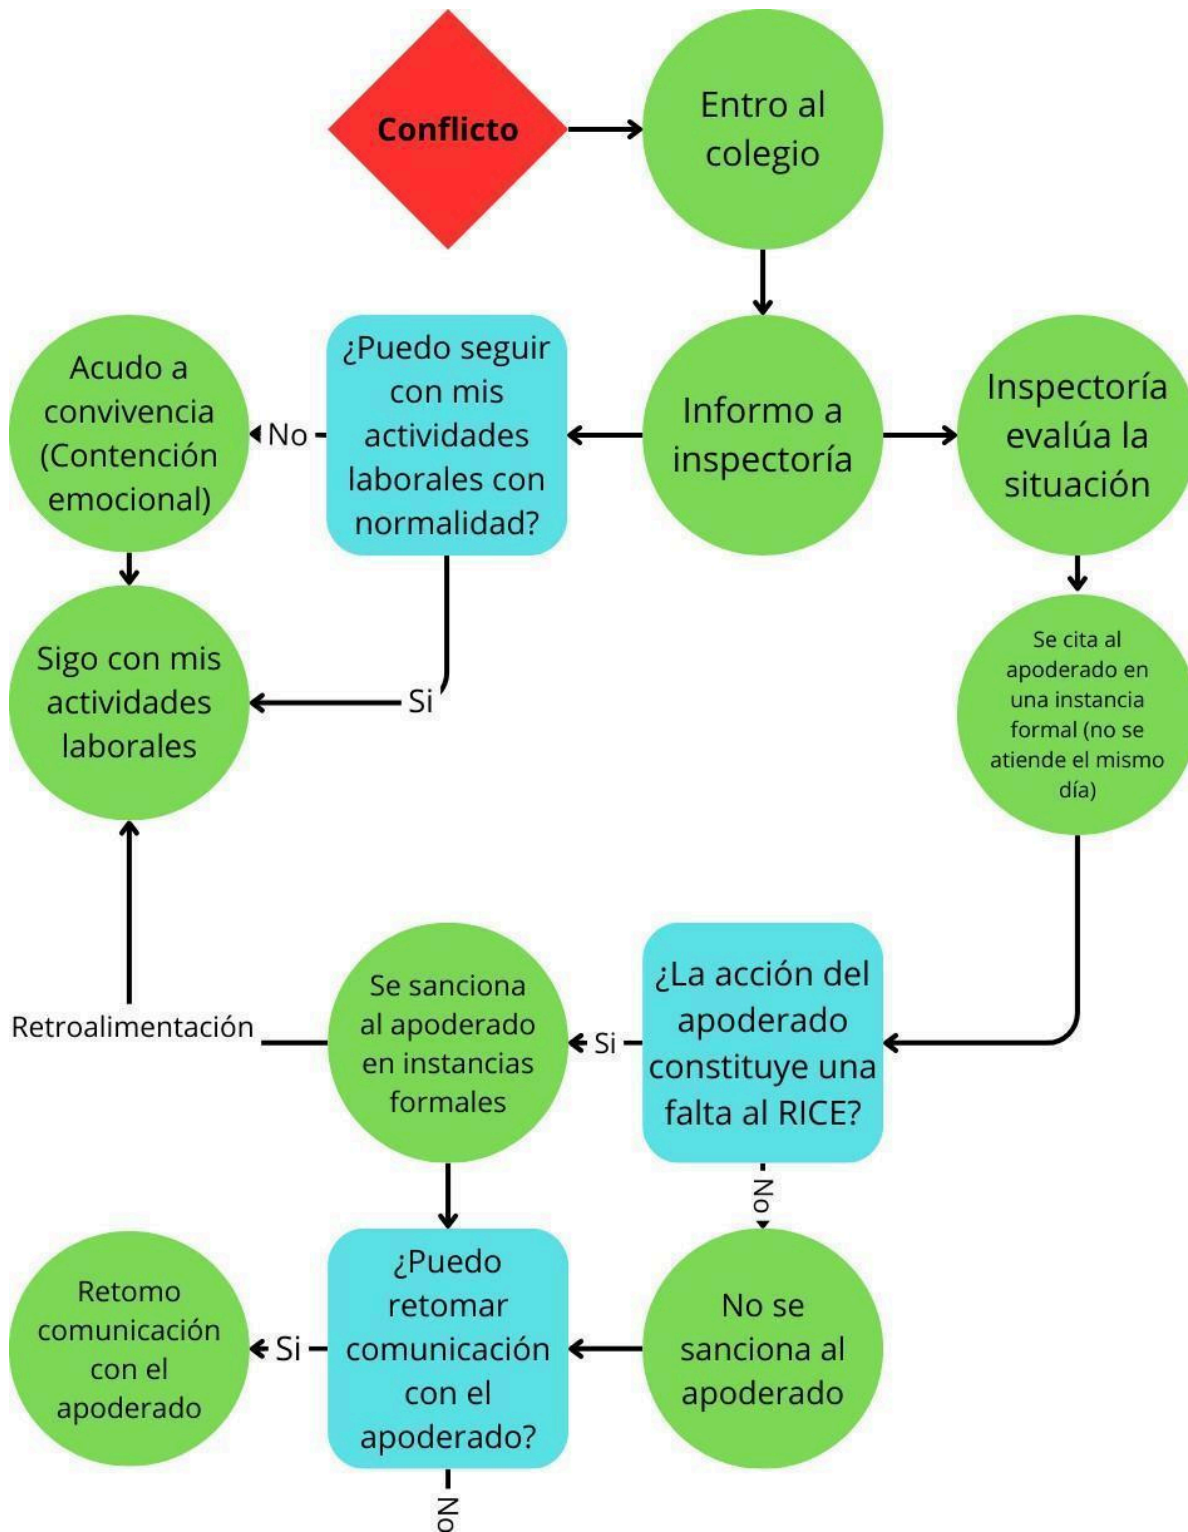 Conflicto
Entro al
colegio
Acudo a
convivencia
(Contención
emocional)
No
¿Puedo seguir
con mis
actividades
laborales con
normalidad?
Informo a
inspectoría
Inspectoría
evalúa la
situación
Sigo con mis
actividades
laborales
Si
Se cita al
apoderado en
una instancia
formal (no se
atiende el mismo
día)
Retroalimentación
Se sanciona
al apoderado
en instancias
formales
Si
¿La acción del
apoderado
constituye una
falta al RICE?
No
Retomo
comunicación
con el
apoderado
Si
¿Puedo
retomar
comunicación
con el
apoderado?
No se
sanciona al
apoderado
No